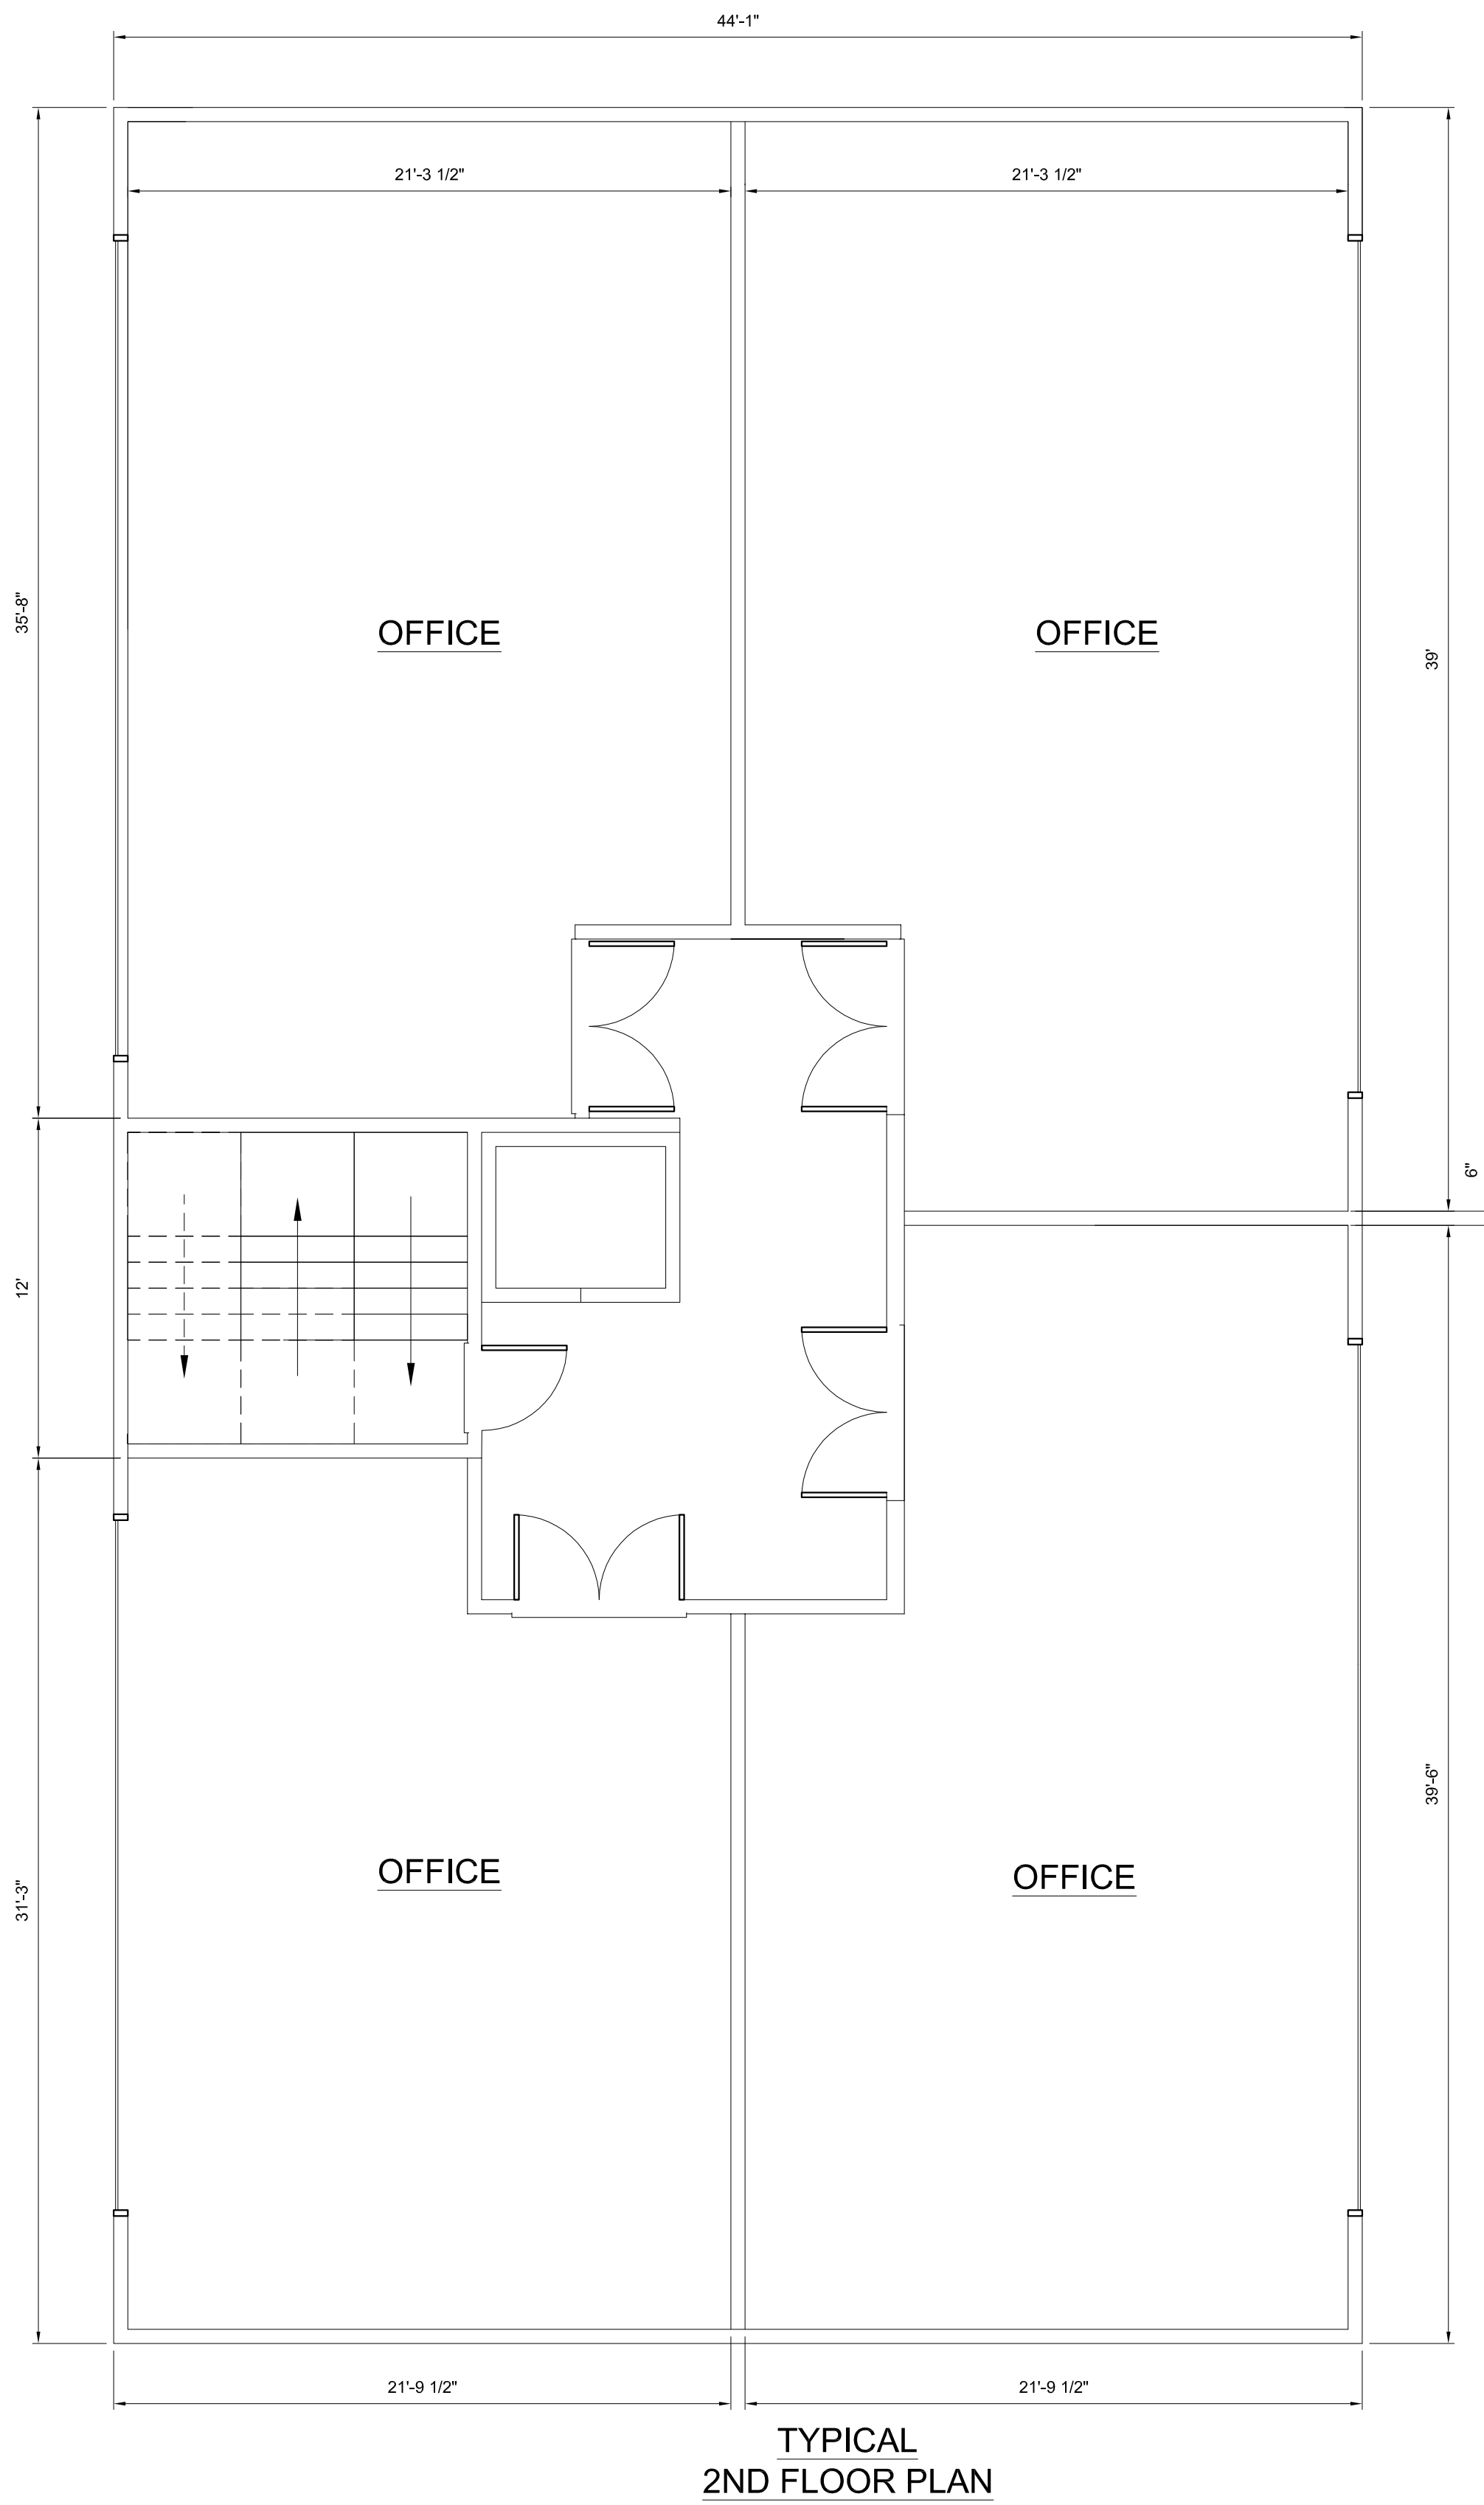 44'-1"
21'-3 1/2"
21'-3 1/2"
35'-8"
OFFICE
OFFICE
39'
6"
12'
39'-6"
OFFICE
OFFICE
31'-3"
21'-9 1/2"
21'-9 1/2"
TYPICAL
2ND FLOOR PLAN